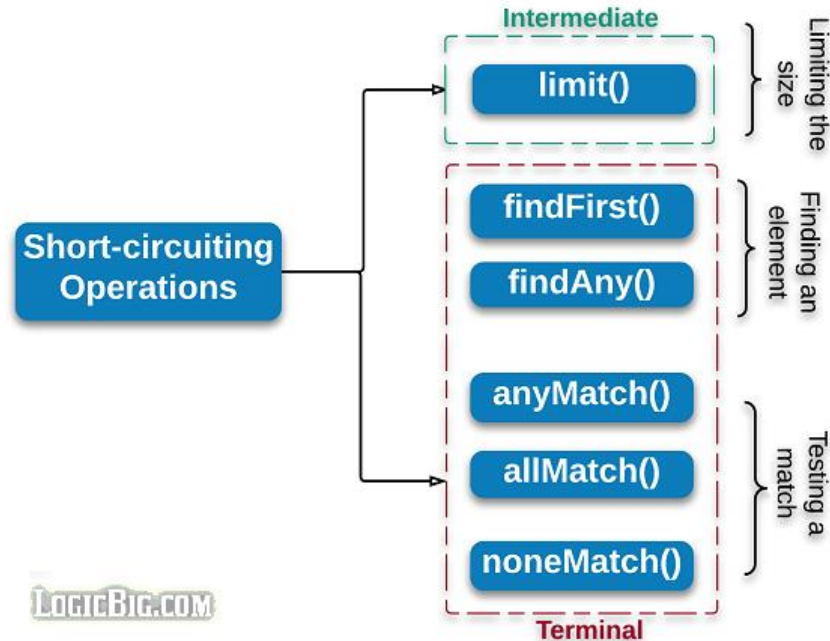 Intermediate
limit()
Limiting the
size
Short-circuiting
Operations
findFirst()
findAny()
Finding an
element
anyMatch()
allMatch()
noneMatch()
Testing a
match
Terminal
LogicBig.com